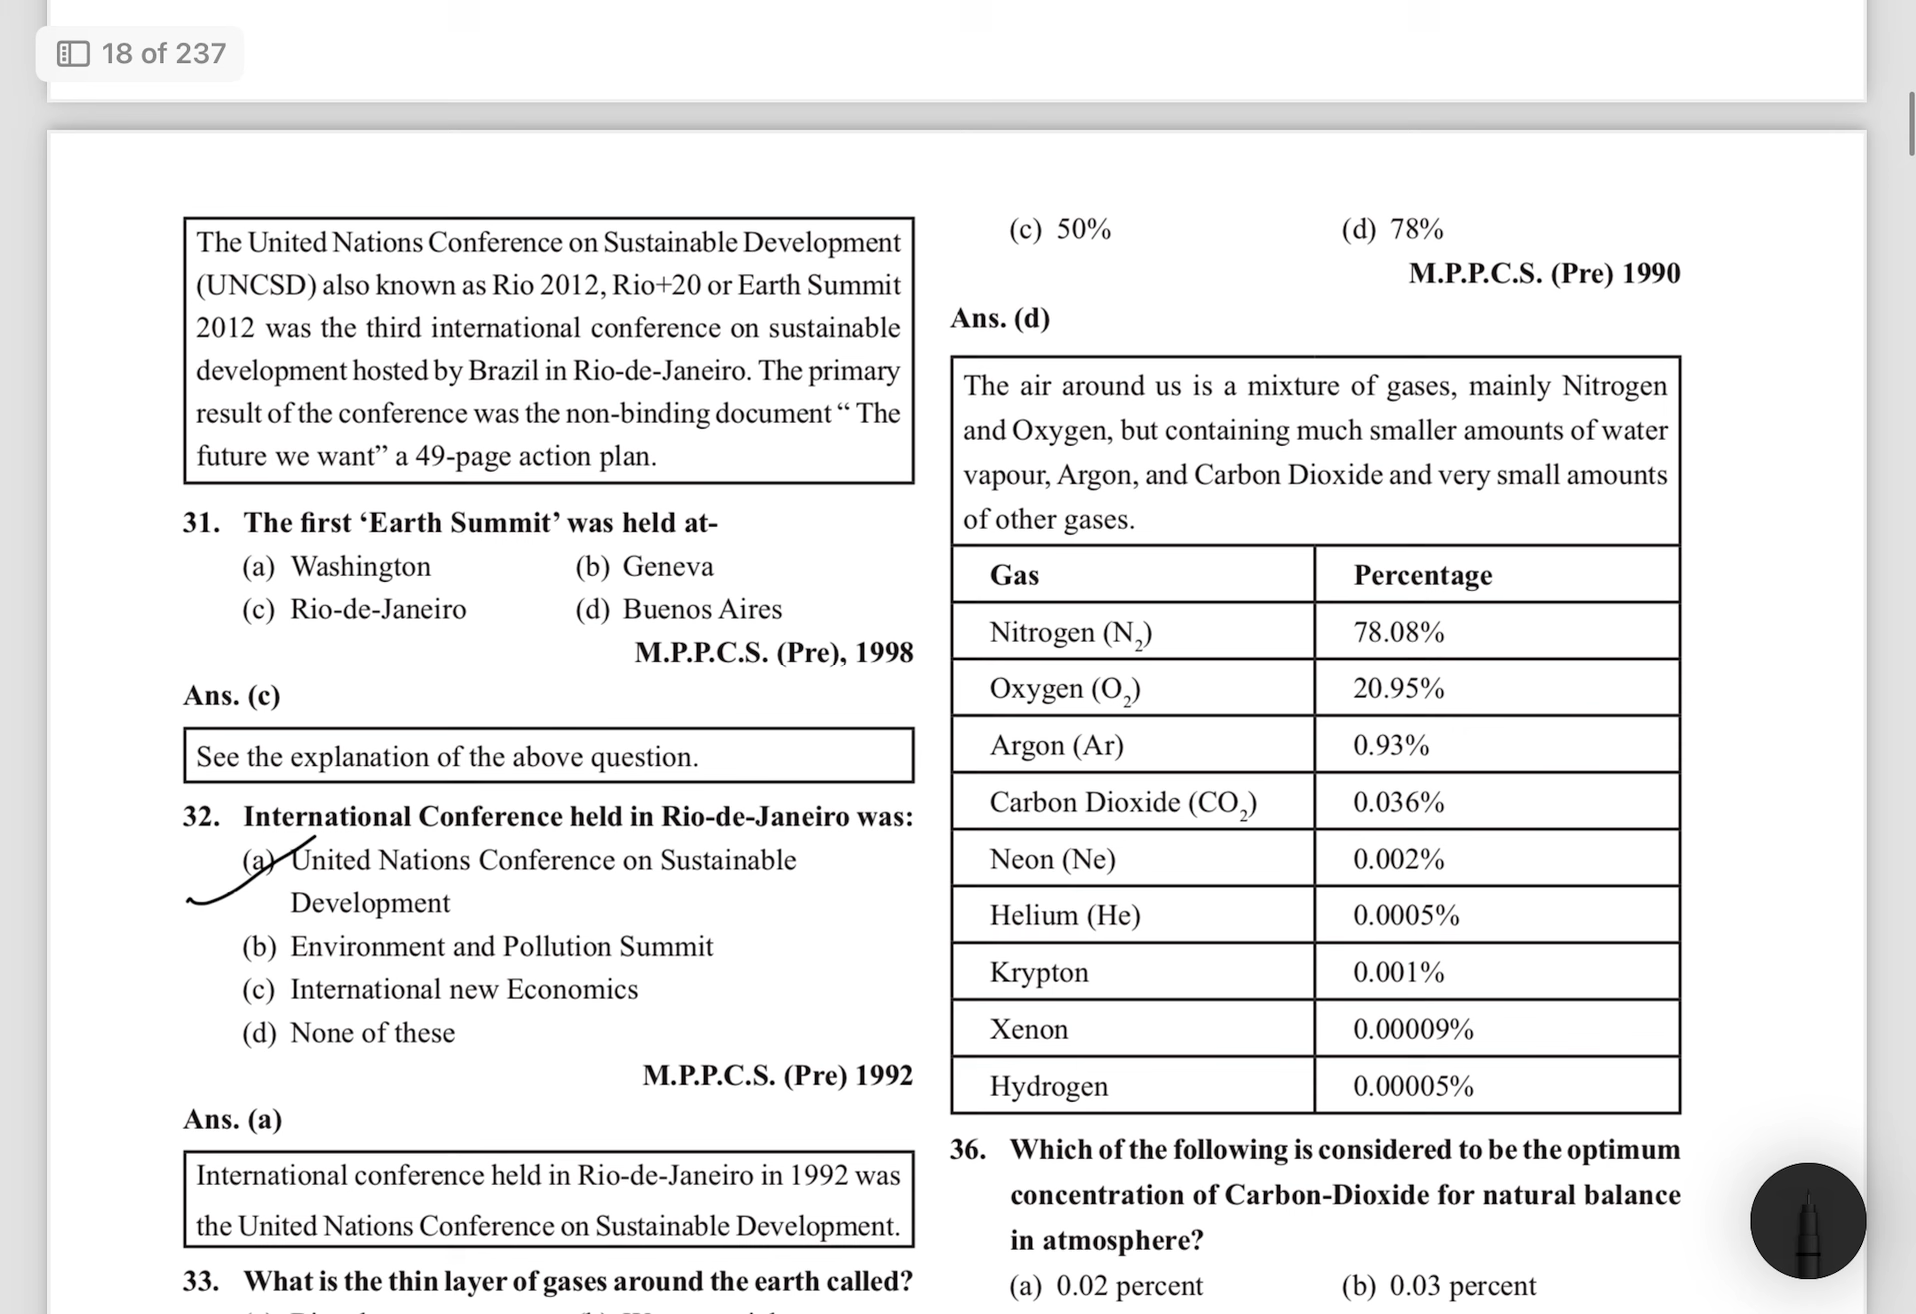 18 of 237
The United Nations Conference on Sustainable Development
(UNCSD) also known as Rio 2012, Rio+20 or Earth Summit
2012 was the third international conference on sustainable
development hosted by Brazil in Rio-de-Janeiro. The primary
result of the conference was the non-binding document “ The
future we want” a 49-page action plan.
31. The first ‘Earth Summit’ was held at-
(a) Washington (b) Geneva
(c) Rio-de-Janeiro (d) Buenos Aires
M.P.P.C.S. (Pre), 1998
Ans. (c)
See the explanation of the above question.
32. International Conference held in Rio-de-Janeiro was:
(a) United Nations Conference on Sustainable
Development
(b) Environment and Pollution Summit
(c) International new Economics
(d) None of these
M.P.P.C.S. (Pre) 1992
Ans. (a)
International conference held in Rio-de-Janeiro in 1992 was
the United Nations Conference on Sustainable Development.
33. What is the thin layer of gases around the earth called?
(c) 50% (d) 78%
M.P.P.C.S. (Pre) 1990
Ans. (d)
The air around us is a mixture of gases, mainly Nitrogen
and Oxygen, but containing much smaller amounts of water
vapour, Argon, and Carbon Dioxide and very small amounts
of other gases.
Gas Percentage
Nitrogen (N₂) 78.08%
Oxygen (O₂) 20.95%
Argon (Ar) 0.93%
Carbon Dioxide (CO₂) 0.036%
Neon (Ne) 0.002%
Helium (He) 0.0005%
Krypton 0.001%
Xenon 0.00009%
Hydrogen 0.00005%
36. Which of the following is considered to be the optimum
concentration of Carbon-Dioxide for natural balance
in atmosphere?
(a) 0.02 percent (b) 0.03 percent